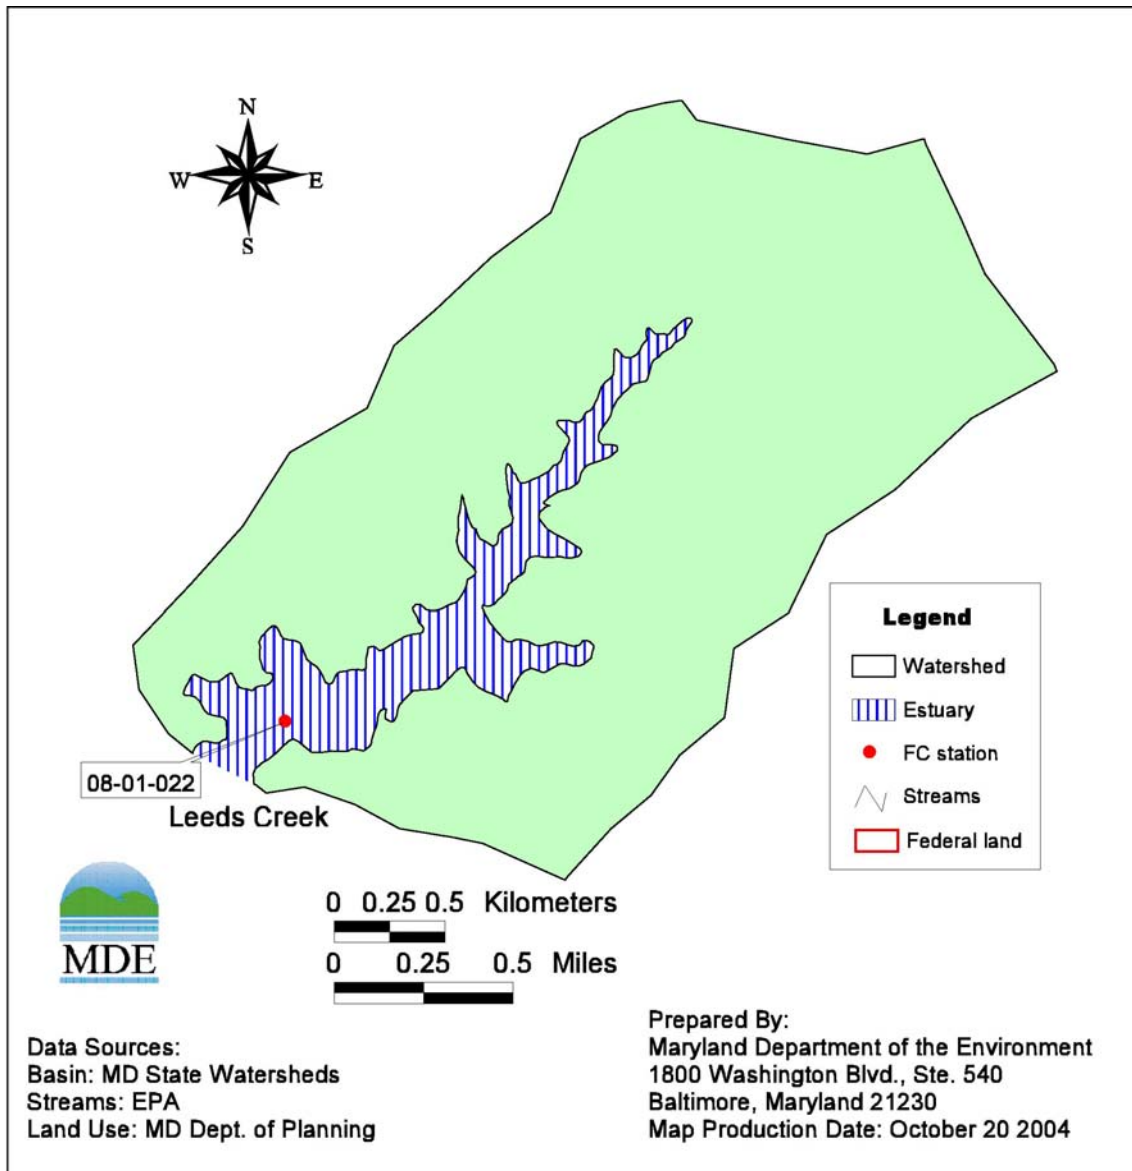 N
W E
S
Legend
Watershed
Estuary
FC station
Streams
Federal land
08-01-022
Leeds Creek
MDE
0 0.25 0.5 Kilometers
0 0.25 0.5 Miles
Data Sources:
Basin: MD State Watersheds
Streams: EPA
Land Use: MD Dept. of Planning
Prepared By:
Maryland Department of the Environment
1800 Washington Blvd., Ste. 540
Baltimore, Maryland 21230
Map Production Date: October 20 2004